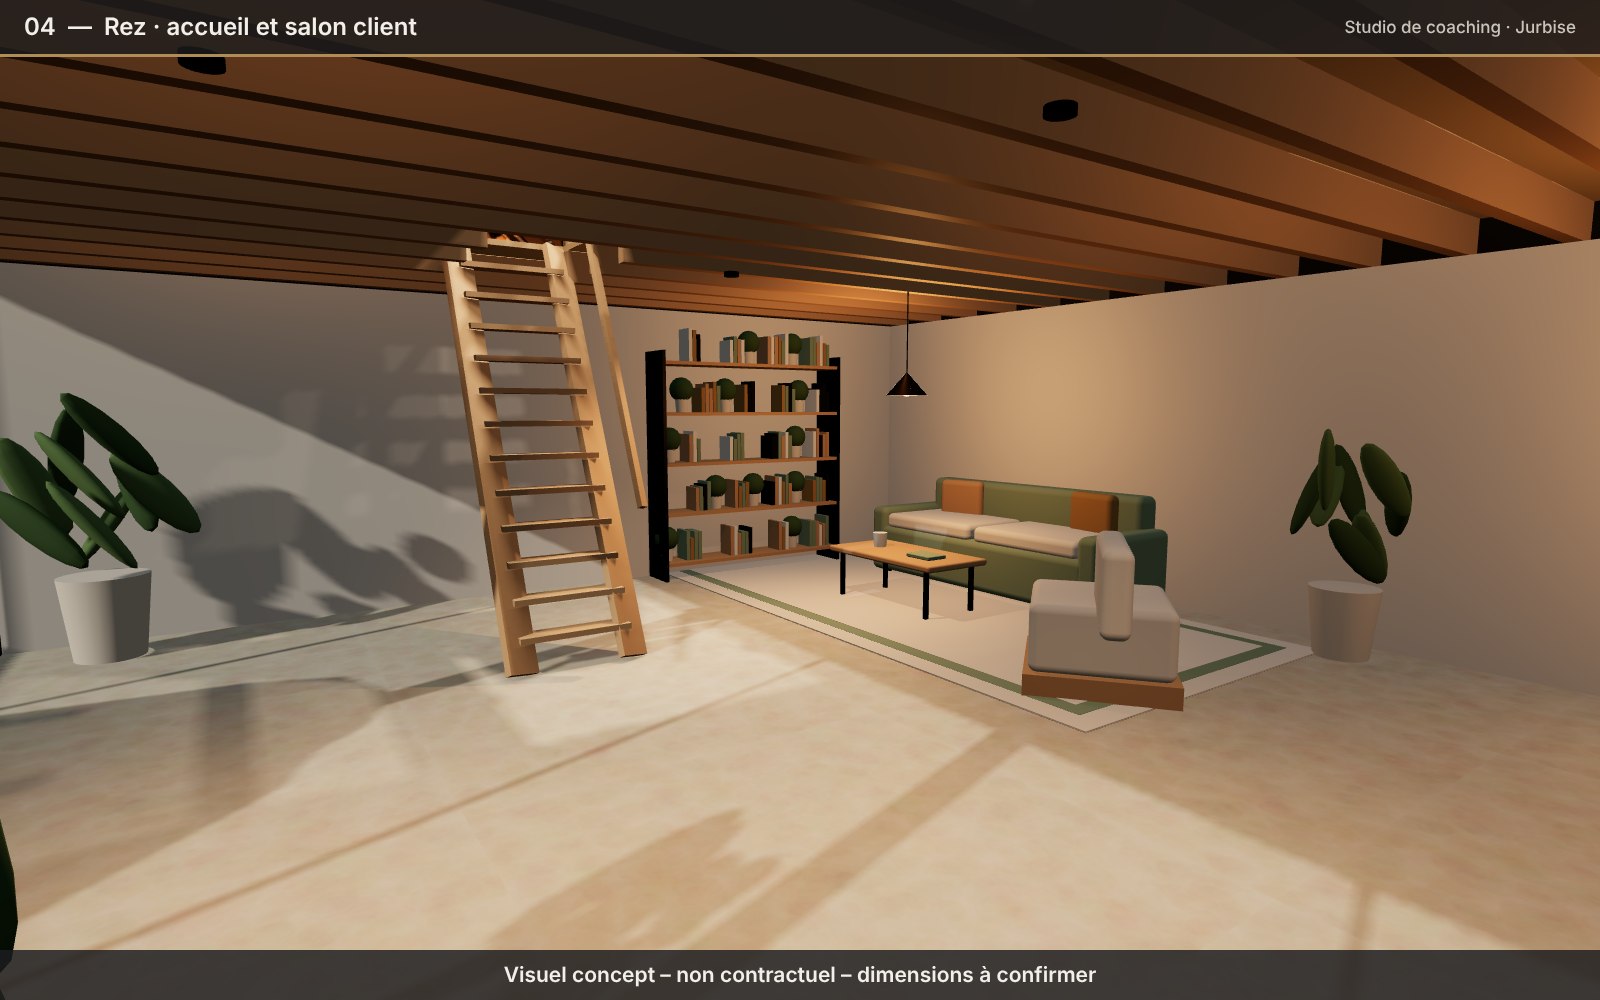 04 — Rez · accueil et salon client
Studio de coaching · Jurbise
Visuel concept – non contractuel – dimensions à confirmer